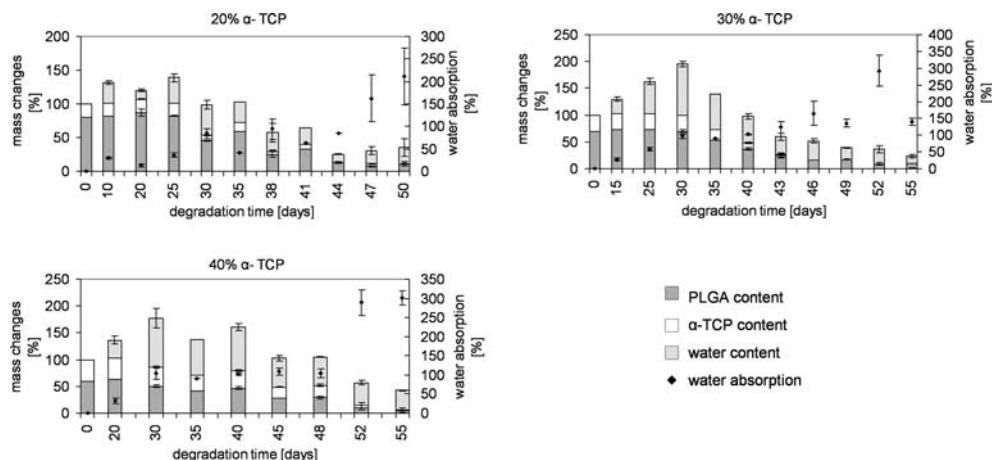 20% α- TCP
mass changes
[%]
200
150
100
50
0
300
250
200
150
100
50
0
water absorption
[%]
0 10 20 25 30 35 38 41 44 47 50
degradation time [days]
30% α- TCP
mass changes
[%]
250
200
150
100
50
0
400
350
300
250
200
150
100
50
0
water absorption
[%]
0 15 25 30 35 40 43 46 49 52 55
degradation time [days]
40% α- TCP
mass changes
[%]
250
200
150
100
50
0
350
300
250
200
150
100
50
0
water absorption
[%]
0 20 30 35 40 45 48 52 55
degradation time [days]
PLGA content
α-TCP content
water content
water absorption